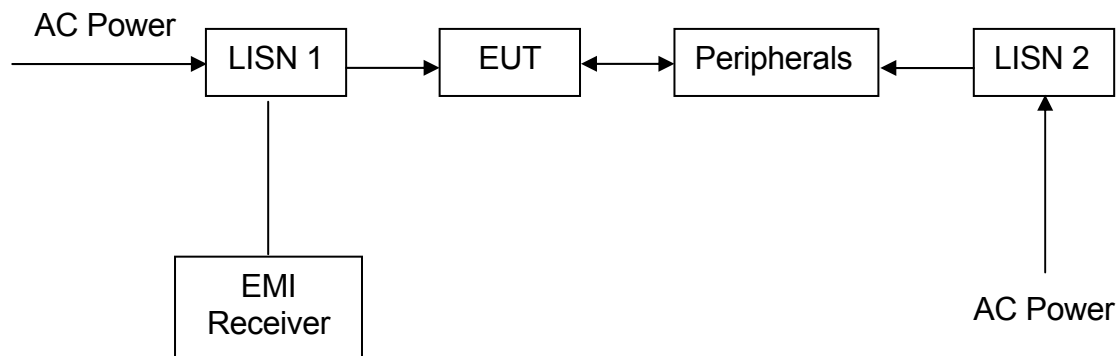 AC Power
LISN 1
EUT
Peripherals
LISN 2
EMI
Receiver
AC Power